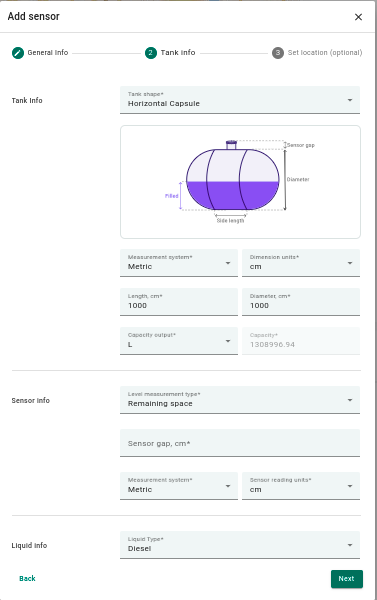 Add sensor
General info
2 Tank info
3 Set location (optional)
Tank info
Tank shape*
Horizontal Capsule
Sensor gap
Diameter
Filled
Side length
Measurement system*
Metric
Dimension units*
cm
Length, cm*
1000
Diameter, cm*
1000
Capacity output*
L
Capacity*
1308996.94
Sensor info
Level measurement type*
Remaining space
Sensor gap, cm*
Measurement system*
Metric
Sensor reading units*
cm
Liquid info
Liquid Type*
Diesel
Back
Next